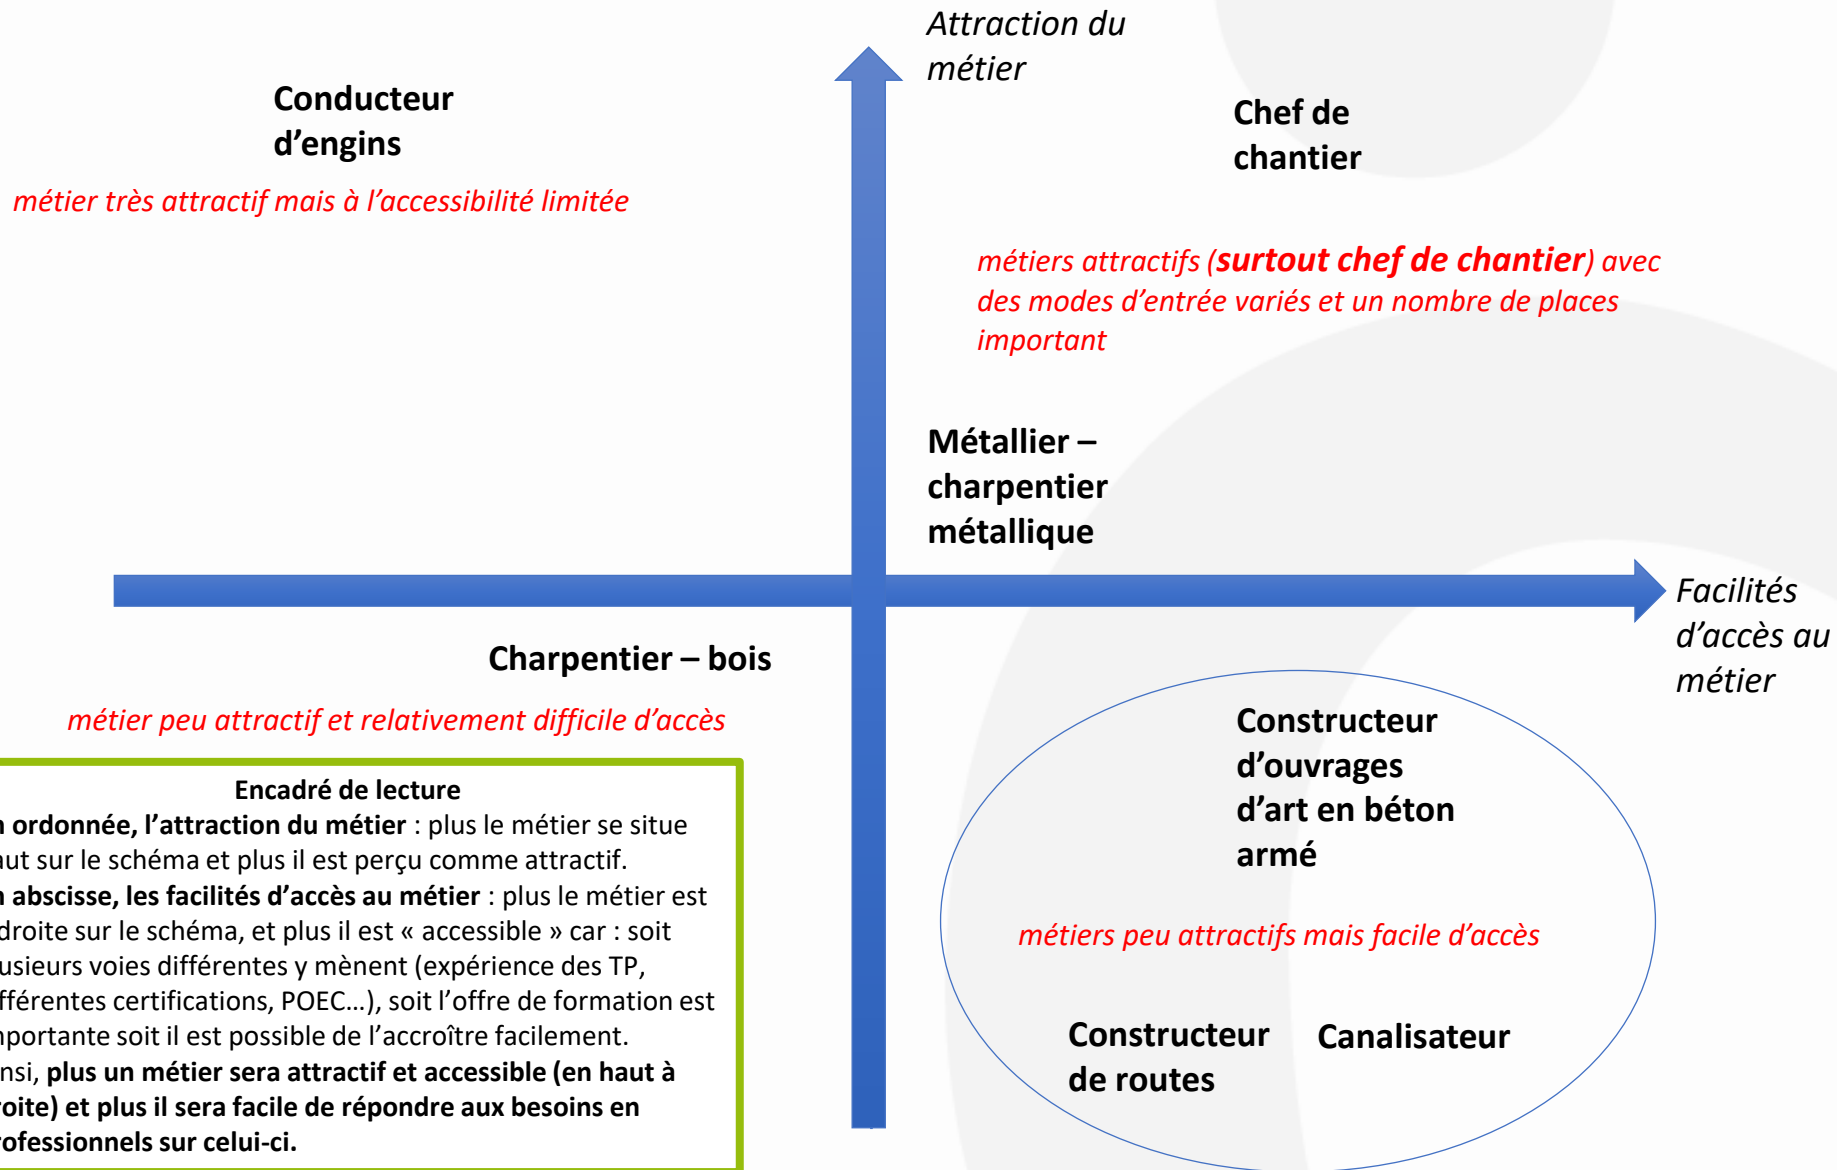 Attraction du
métier
Conducteur
d’engins
métier très attractif mais à l’accessibilité limitée
Chef de
chantier
métiers attractifs (surtout chef de chantier) avec
des modes d’entrée variés et un nombre de places
important
Métallier –
charpentier
métallique
Facilités
d’accès au
métier
Charpentier – bois
métier peu attractif et relativement difficile d’accès
Encadré de lecture
n ordonnée, l’attraction du métier : plus le métier se situe
aut sur le schéma et plus il est perçu comme attractif.
n abscisse, les facilités d’accès au métier : plus le métier est
droite sur le schéma, et plus il est « accessible » car : soit
usieurs voies différentes y mènent (expérience des TP,
fférentes certifications, POEC…), soit l’offre de formation est
mportante soit il est possible de l’accroître facilement.
nsi, plus un métier sera attractif et accessible (en haut à
roite) et plus il sera facile de répondre aux besoins en
rofessionnels sur celui-ci.
Constructeur
d’ouvrages
d’art en béton
armé
métiers peu attractifs mais facile d’accès
Constructeur
de routes
Canalisateur